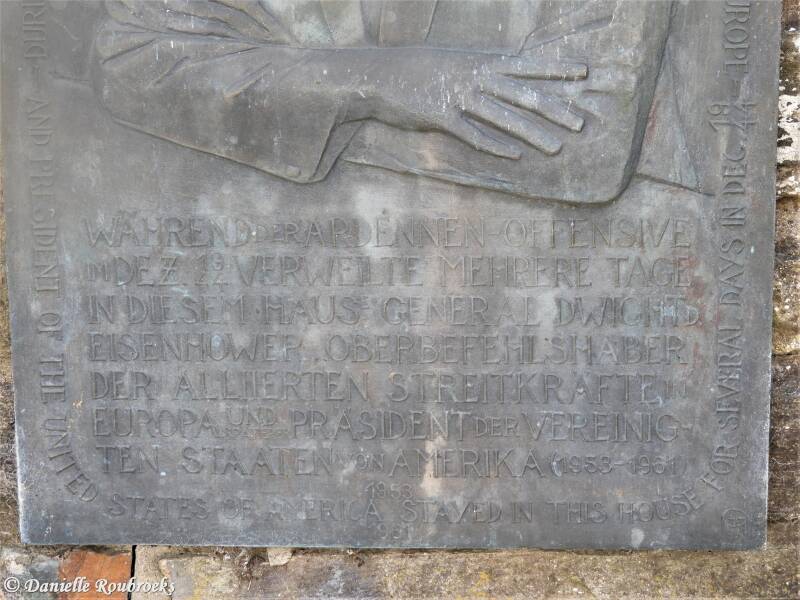 WÄHREND DER ARDENNEN-OFFENSIVE
IM DEZ 1944 VERWEILTE MEHRERE TAGE
IN DIESEM HAUSE GENERAL DWIGHT D.
EISENHOWER OBERBEFEHLSHABER
DER ALLIIERTEN STREITKRÄFTE IN
EUROPA UND PRÄSIDENT DER VEREINIG-
TEN STAATEN VON AMERIKA (1953-1961)
AND PRESIDENT OF THE UNITED STATES OF AMERICA 1953 1961 STAYED IN THIS HOUSE FOR SEVERAL DAYS IN DEC. 1944
EUROPE
© Danielle Roubroeks